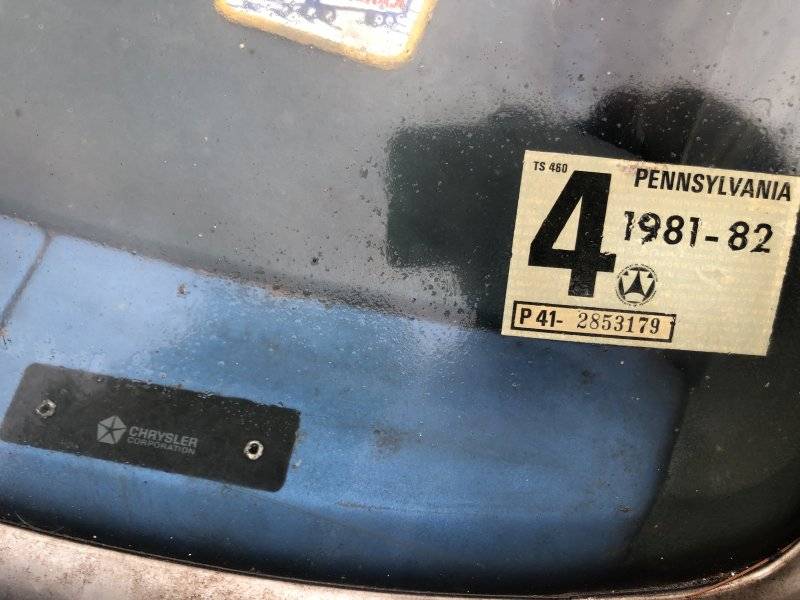 TS 460
PENNSYLVANIA
4
1981-82
P 41- 2853179
CHRYSLER
CORPORATION